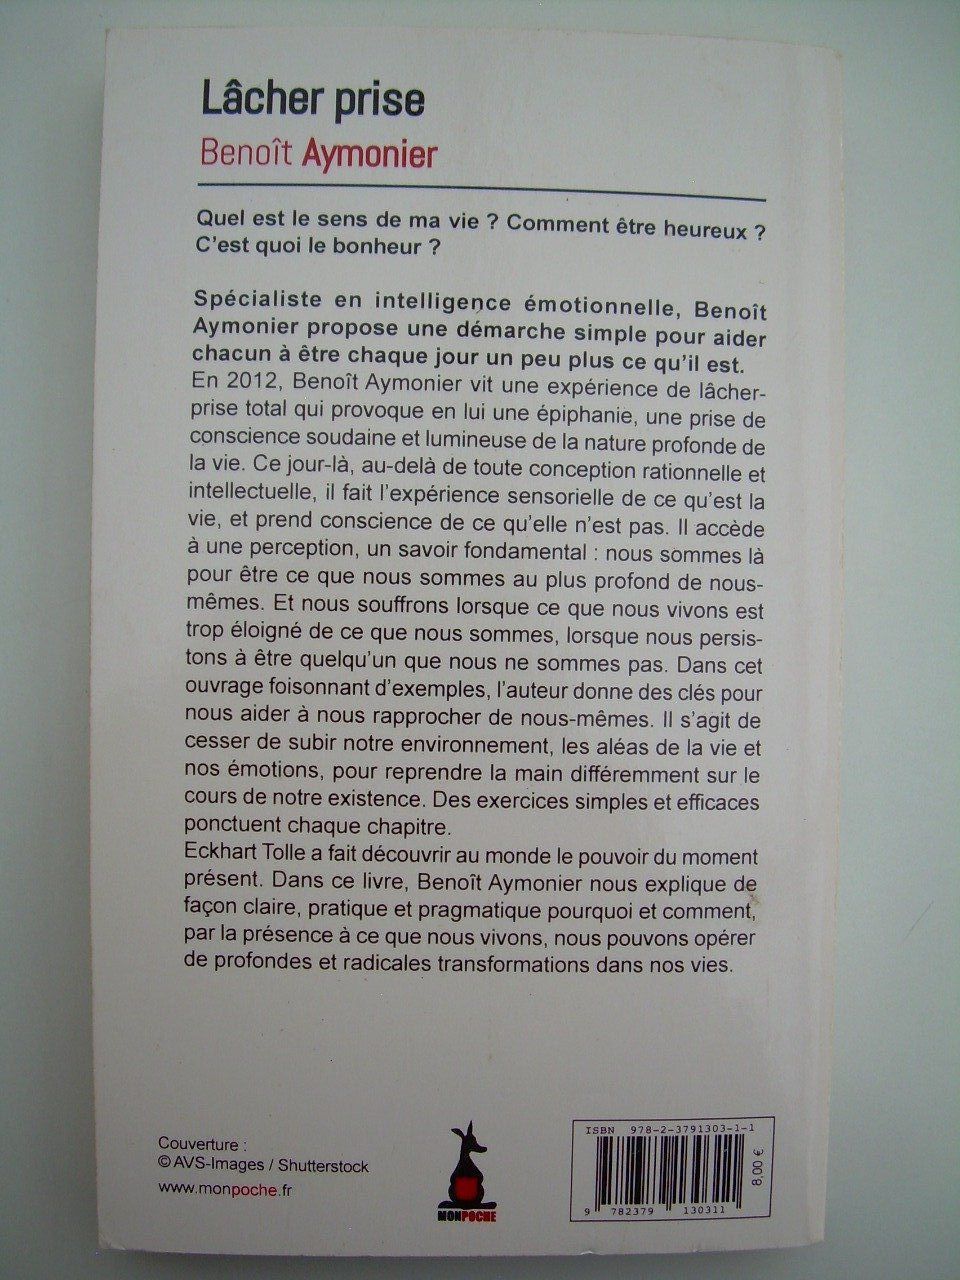 Lâcher prise
Benoît Aymonier
Quel est le sens de ma vie ? Comment être heureux ?
C'est quoi le bonheur ?
Spécialiste en intelligence émotionnelle, Benoît
Aymonier propose une démarche simple pour aider
chacun à être chaque jour un peu plus ce qu'il est.
En 2012, Benoît Aymonier vit une expérience de lâcher-
prise total qui provoque en lui une épiphanie, une prise de
conscience soudaine et lumineuse de la nature profonde de
la vie. Ce jour-là, au-delà de toute conception rationnelle et
intellectuelle, il fait l'expérience sensorielle de ce qu'est la
vie, et prend conscience de ce qu'elle n'est pas. Il accède
à une perception, un savoir fondamental : nous sommes là
pour être ce que nous sommes au plus profond de nous-
mêmes. Et nous souffrons lorsque ce que nous vivons est
trop éloigné de ce que nous sommes, lorsque nous persis-
tons à être quelqu'un que nous ne sommes pas. Dans cet
ouvrage foisonnant d'exemples, l'auteur donne des clés pour
nous aider à nous rapprocher de nous-mêmes. Il s'agit de
cesser de subir notre environnement, les aléas de la vie et
nos émotions, pour reprendre la main différemment sur le
cours de notre existence. Des exercices simples et efficaces
ponctuent chaque chapitre.
Eckhart Tolle a fait découvrir au monde le pouvoir du moment
présent. Dans ce livre, Benoît Aymonier nous explique de
façon claire, pratique et pragmatique pourquoi et comment,
par la présence à ce que nous vivons, nous pouvons opérer
de profondes et radicales transformations dans nos vies.
Couverture :
© AVS-Images / Shutterstock
www.monpoche.fr
MONPOCHE
ISBN 978-2-3791303-1-1
9 782379 130311
8,00 €